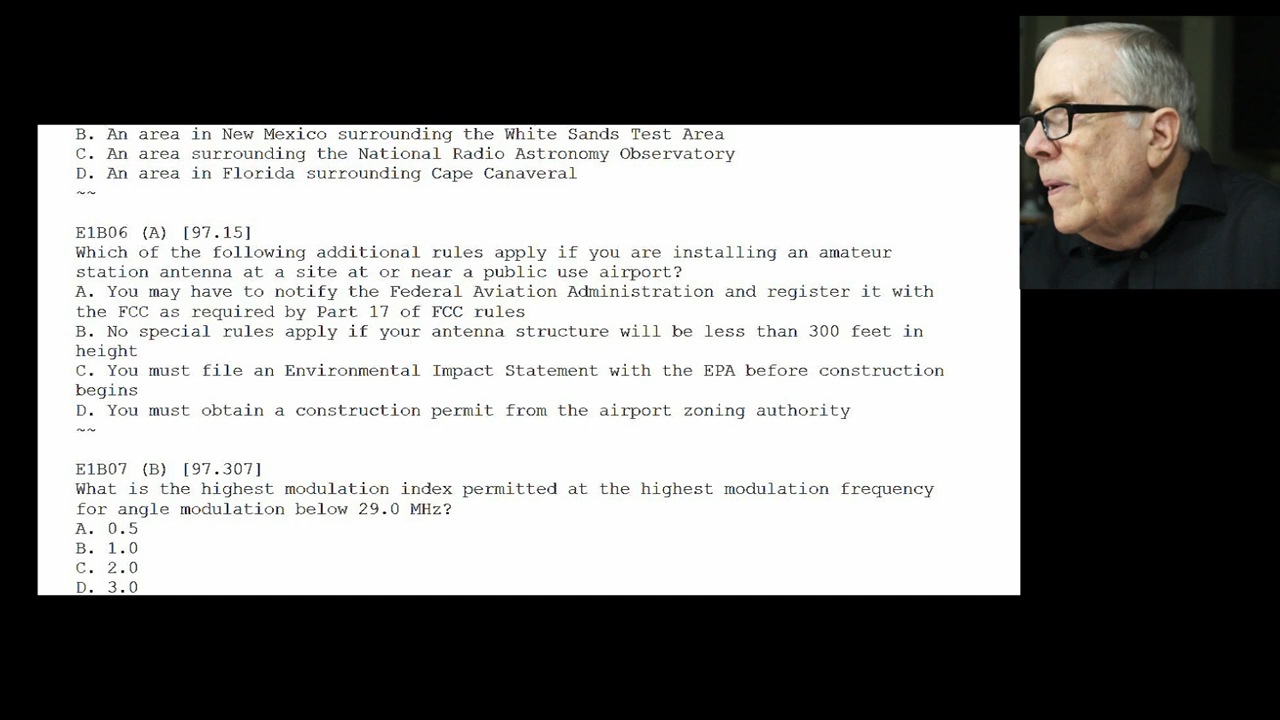 B. An area in New Mexico surrounding the White Sands Test Area
C. An area surrounding the National Radio Astronomy Observatory
D. An area in Florida surrounding Cape Canaveral
~~
E1B06 (A) [97.15]
Which of the following additional rules apply if you are installing an amateur
station antenna at a site at or near a public use airport?
A. You may have to notify the Federal Aviation Administration and register it with
the FCC as required by Part 17 of FCC rules
B. No special rules apply if your antenna structure will be less than 300 feet in
height
C. You must file an Environmental Impact Statement with the EPA before construction
begins
D. You must obtain a construction permit from the airport zoning authority
~~
E1B07 (B) [97.307]
What is the highest modulation index permitted at the highest modulation frequency
for angle modulation below 29.0 MHz?
A. 0.5
B. 1.0
C. 2.0
D. 3.0